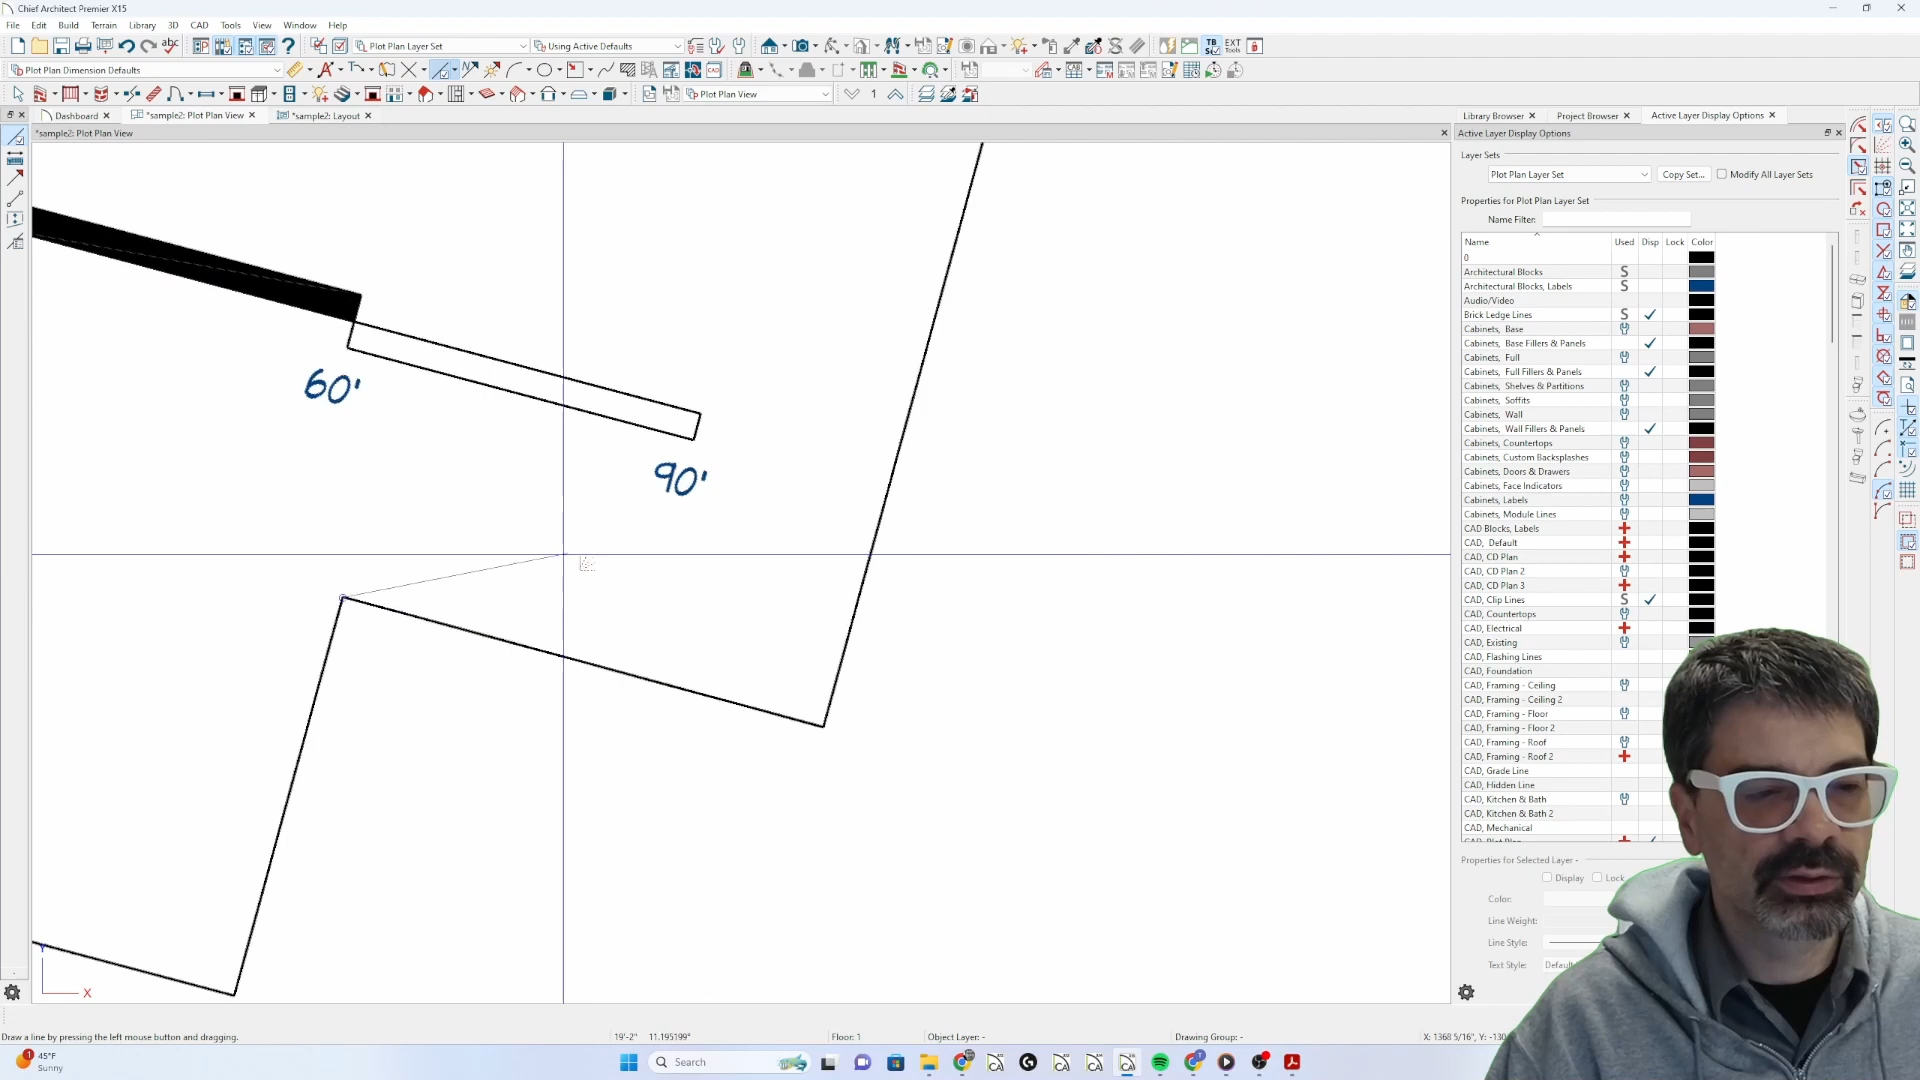 Chief Architect Premier X15
File Edit Build Terrain Library 3D CAD Tools View Window Help
Plot Plan Layer Set Using Active Defaults
Plot Plan Dimension Defaults
Plot Plan View 1
Dashboard *sample2: Plot Plan View *sample2: Layout
*sample2: Plot Plan View
60'
90'
X
Library Browser Project Browser Active Layer Display Options
Active Layer Display Options
Layer Sets
Plot Plan Layer Set Copy Set... Modify All Layer Sets
Properties for Plot Plan Layer Set
Name Filter:
Name Used Disp Lock Color
0
Architectural Blocks S
Architectural Blocks, Labels S
Audio/Video
Brick Ledge Lines S
Cabinets, Base
Cabinets, Base Fillers & Panels
Cabinets, Full
Cabinets, Full Fillers & Panels
Cabinets, Shelves & Partitions
Cabinets, Soffits
Cabinets, Wall
Cabinets, Wall Fillers & Panels
Cabinets, Countertops
Cabinets, Custom Backsplashes
Cabinets, Doors & Drawers
Cabinets, Face Indicators
Cabinets, Labels
Cabinets, Module Lines
CAD Blocks, Labels
CAD, Default
CAD, CD Plan
CAD, CD Plan 2
CAD, CD Plan 3
CAD, Clip Lines S
CAD, Countertops
CAD, Electrical
CAD, Existing
CAD, Flashing Lines
CAD, Foundation
CAD, Framing - Ceiling
CAD, Framing - Ceiling 2
CAD, Framing - Floor
CAD, Framing - Floor 2
CAD, Framing - Roof
CAD, Framing - Roof 2
CAD, Grade Line
CAD, Hidden Line
CAD, Kitchen & Bath
CAD, Kitchen & Bath 2
CAD, Mechanical
Properties for Selected Layer -
Display Lock
Color:
Line Weight:
Line Style:
Text Style: Default
Draw a line by pressing the left mouse button and dragging. 19'-2" 11.195199° Floor: 1 Object Layer: - Drawing Group: - X: 1368 5/16", Y: -130
45°F
Sunny
Search